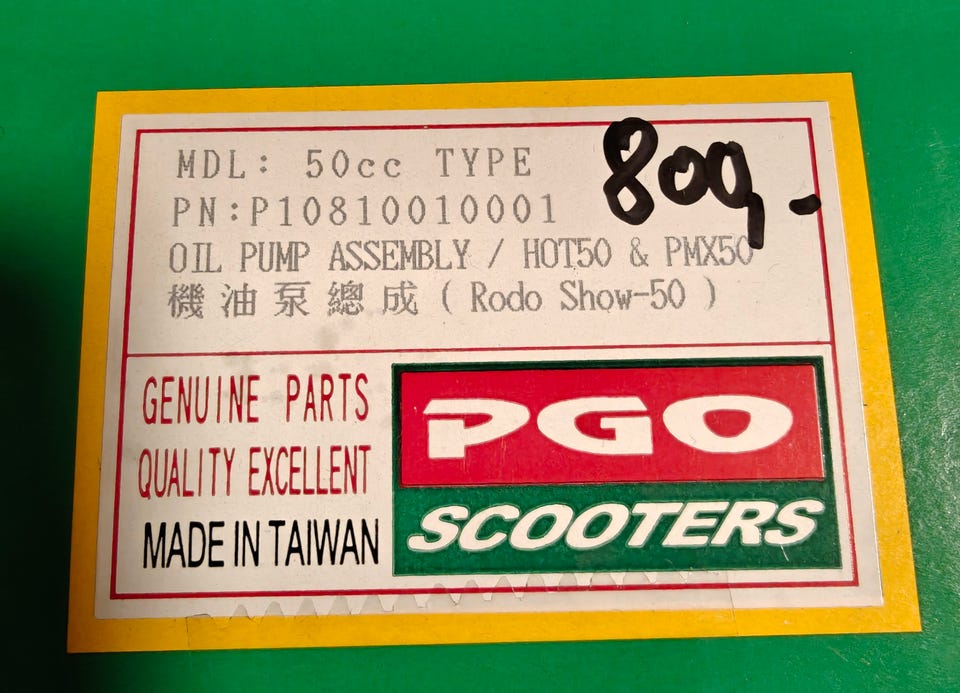 MDL: 50cc TYPE
809,-
PN:P10810010001
OIL PUMP ASSEMBLY / HOT50 & PMX50
機油泵總成 ( Rodo Show-50 )
GENUINE PARTS
QUALITY EXCELLENT
MADE IN TAIWAN
PGO
SCOOTERS